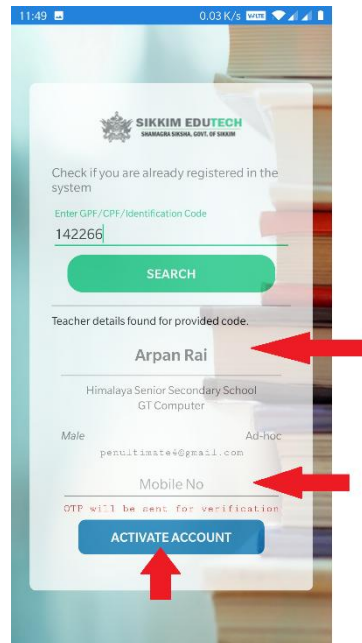 11:49 0.03 K/s VoLTE
SIKKIM EDUTECH
SHAMAGRA SIKSHA, GOVT. OF SIKKIM
Check if you are already registered in the
system
Enter GPF/CPF/Identification Code
142266
SEARCH
Teacher details found for provided code.
Arpan Rai
Himalaya Senior Secondary School
GT Computer
Male Ad-hoc
penultimate4@gmail.com
Mobile No
OTP will be sent for verification
ACTIVATE ACCOUNT